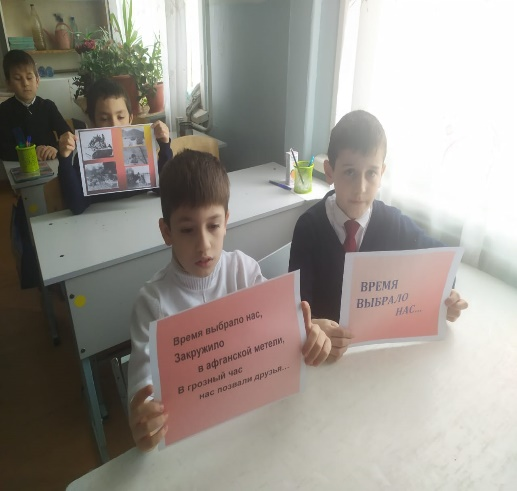 Время выбрало нас,
Закружило
в афганской метели,
В грозный час
нас позвали друзья...
ВРЕМЯ
ВЫБРАЛО
НАС...